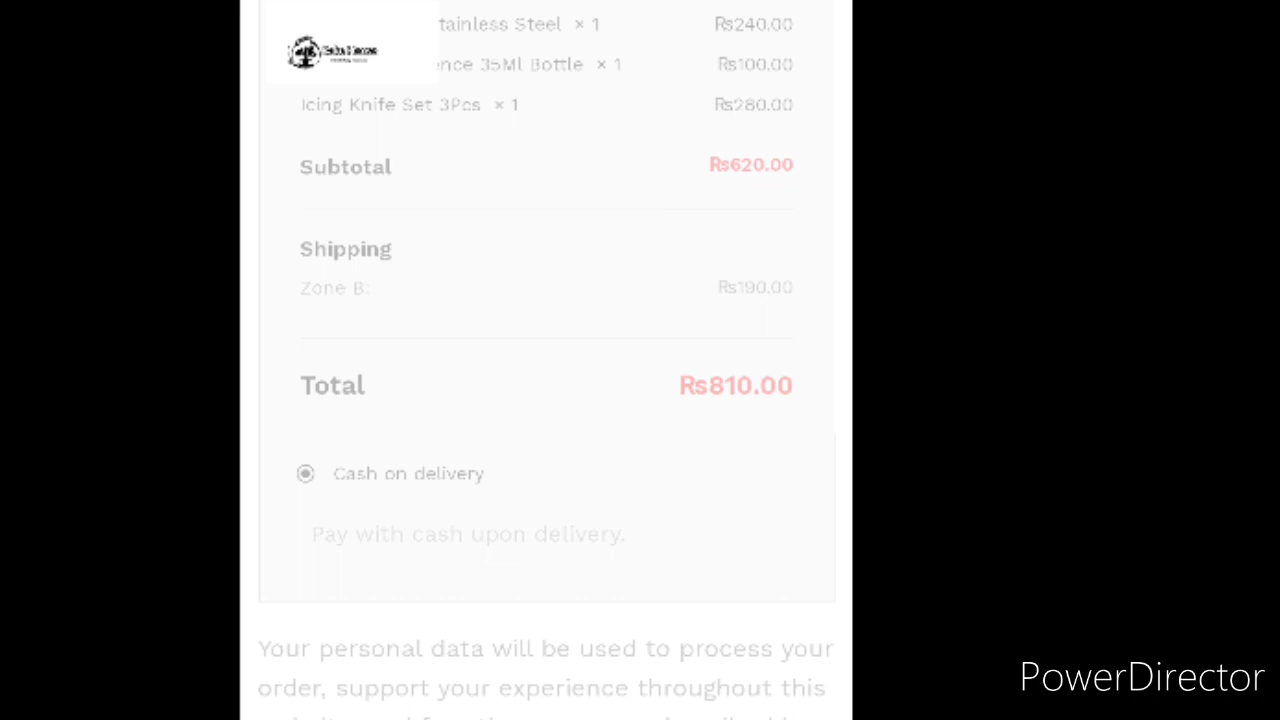 tainless Steel × 1 ₨240.00
ence 35Ml Bottle × 1 ₨100.00
Icing Knife Set 3Pcs × 1 ₨280.00
Subtotal ₨620.00
Shipping
Zone B: ₨190.00
Total ₨810.00
Cash on delivery
Pay with cash upon delivery.
Your personal data will be used to process your
order, support your experience throughout this
PowerDirector